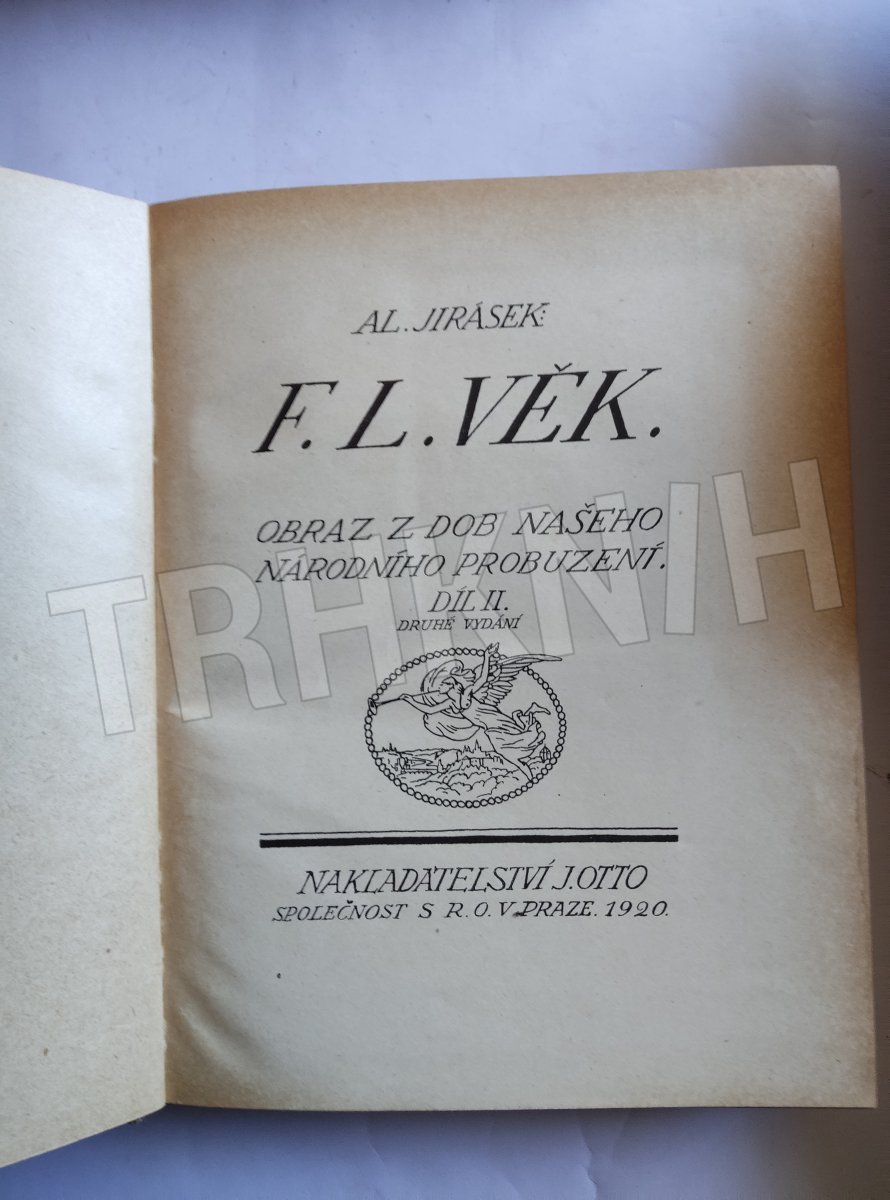 AL. JIRÁSEK:
F. L. VĚK.
OBRAZ Z DOB NAŠEHO
NÁRODNÍHO PROBUZENÍ.
DÍL II.
DRUHÉ VYDÁNÍ
NAKLADATELSTVÍ J. OTTO
SPOLEČNOST S R. O. V PRAZE. 1920.
TRHKNIH